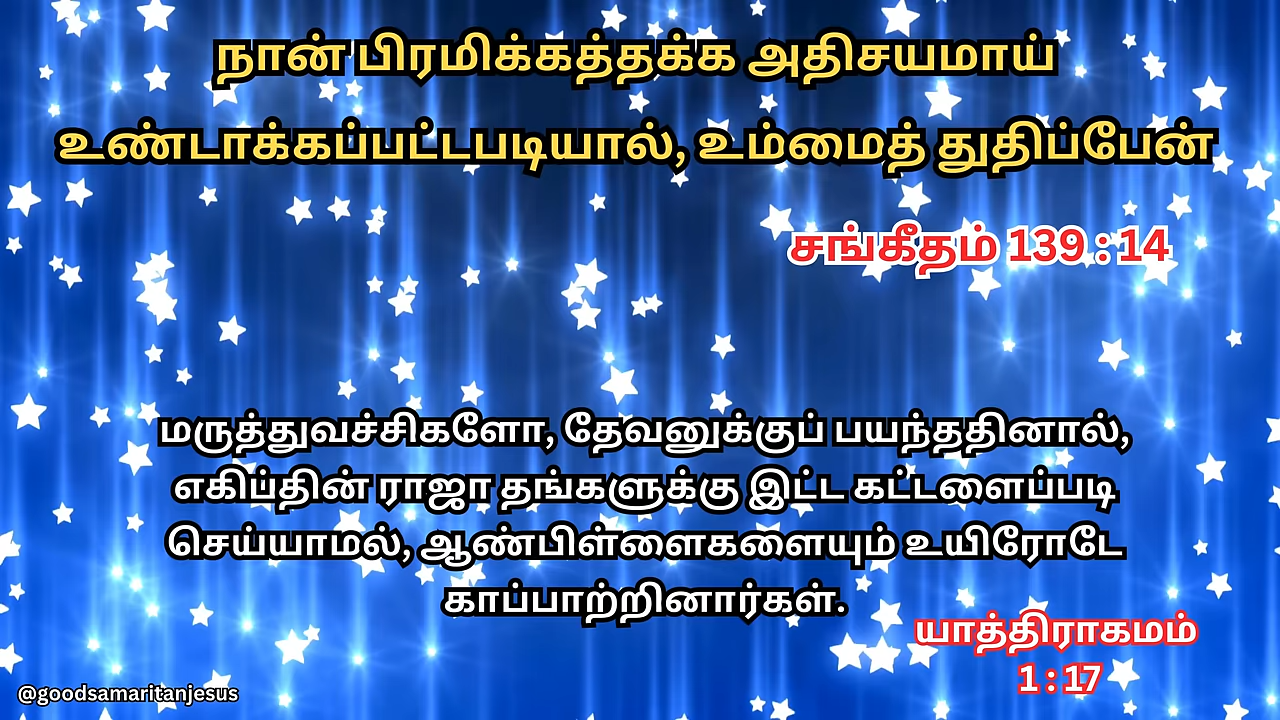 நான் பிரமிக்கத்தக்க அதிசயமாய்
உண்டாக்கப்பட்டபடியால், உம்மைத் துதிப்பேன்
சங்கீதம் 139 : 14
மருத்துவச்சிகளோ, தேவனுக்குப் பயந்ததினால்,
எகிப்தின் ராஜா தங்களுக்கு இட்ட கட்டளைப்படி
செய்யாமல், ஆண்பிள்ளைகளையும் உயிரோடே
காப்பாற்றினார்கள்.
யாத்திராகமம்
1 : 17
@goodsamaritanjesus